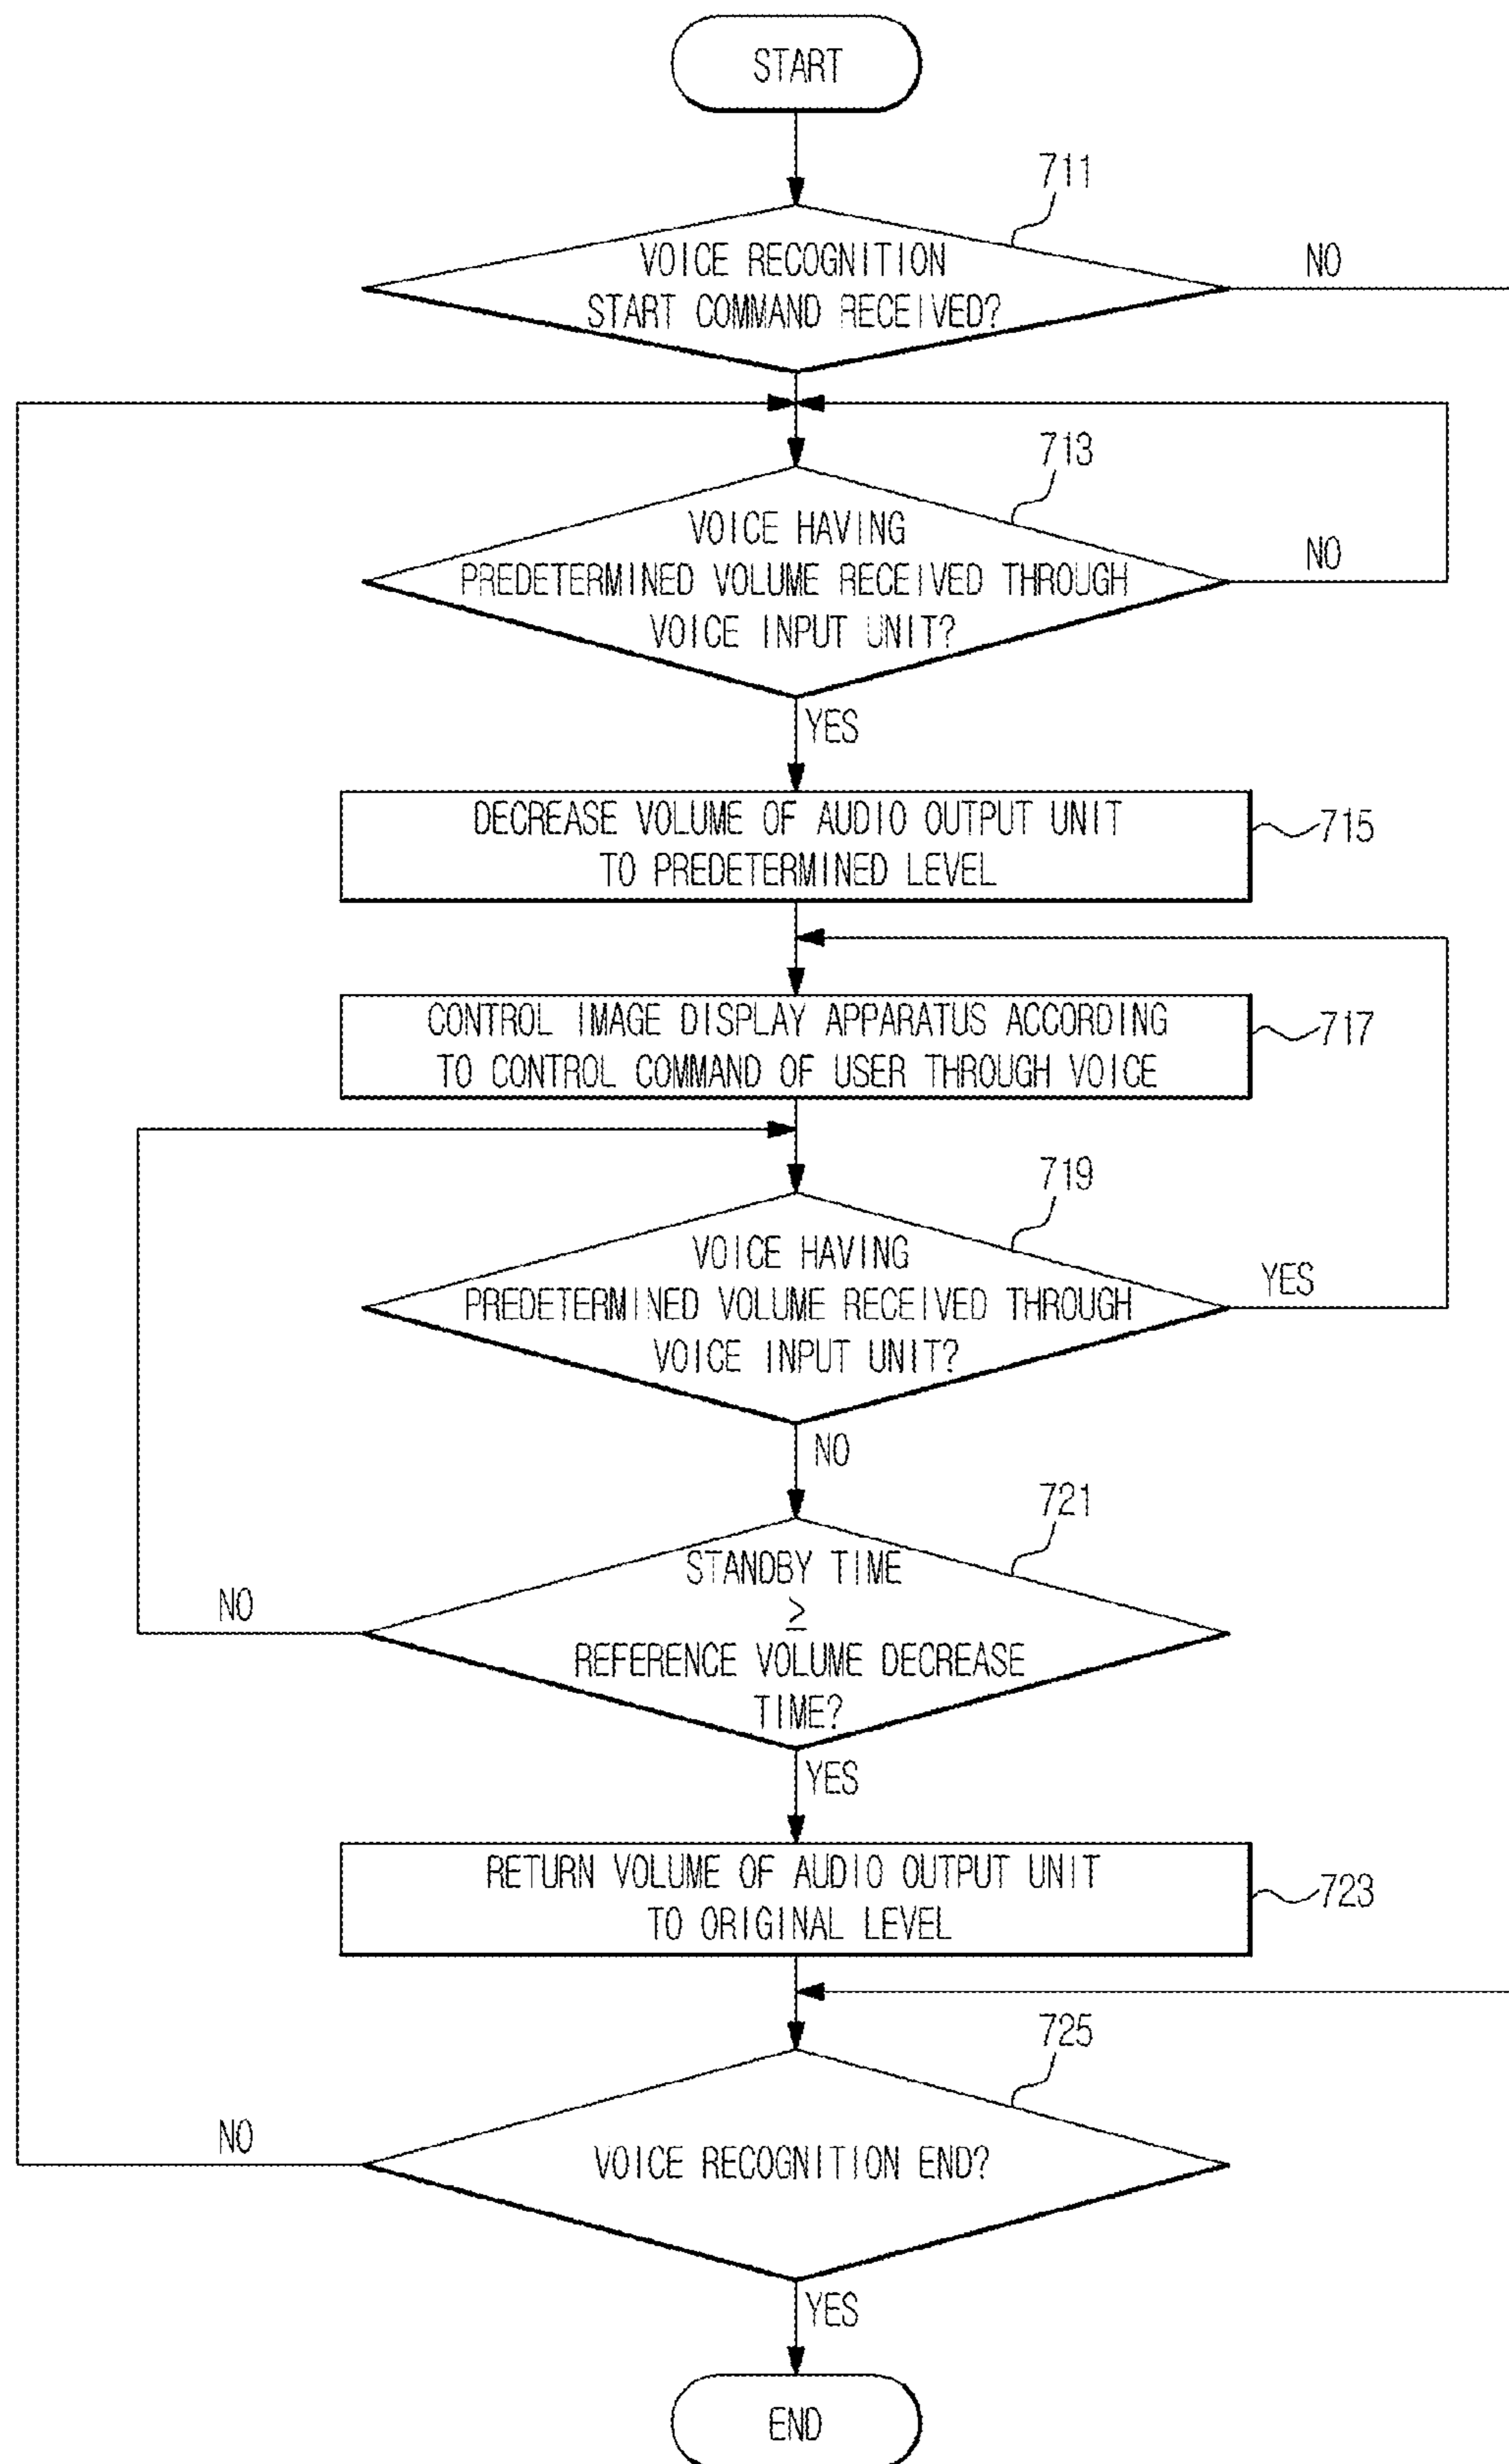 START
711
VOICE RECOGNITION
START COMMAND RECEIVED?
NO
713
VOICE HAVING
PREDETERMINED VOLUME RECEIVED THROUGH
VOICE INPUT UNIT?
NO
YES
DECREASE VOLUME OF AUDIO OUTPUT UNIT
TO PREDETERMINED LEVEL
715
CONTROL IMAGE DISPLAY APPARATUS ACCORDING
TO CONTROL COMMAND OF USER THROUGH VOICE
717
719
VOICE HAVING
PREDETERMINED VOLUME RECEIVED THROUGH
VOICE INPUT UNIT?
YES
NO
721
STANDBY TIME
≥
REFERENCE VOLUME DECREASE
TIME?
NO
YES
RETURN VOLUME OF AUDIO OUTPUT UNIT
TO ORIGINAL LEVEL
723
725
NO
VOICE RECOGNITION END?
YES
END